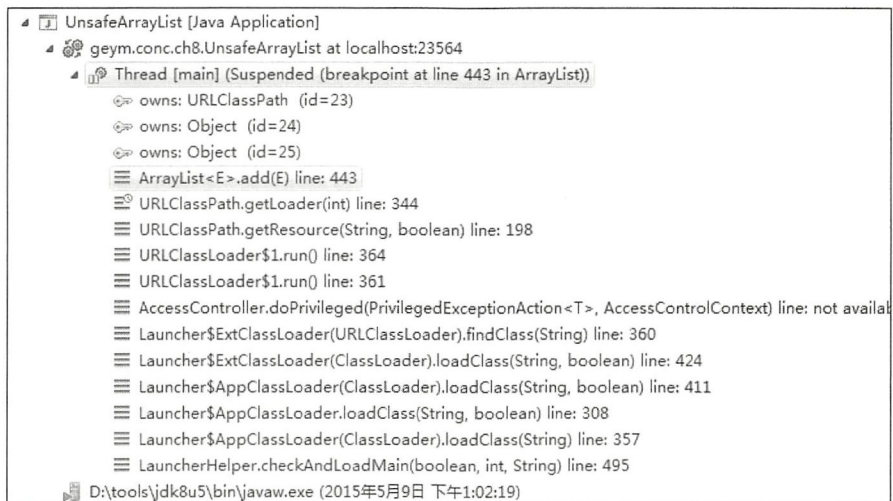 UnsafeArrayList [Java Application]
geym.conc.ch8.UnsafeArrayList at localhost:23564
Thread [main] (Suspended (breakpoint at line 443 in ArrayList))
owns: URLClassPath (id=23)
owns: Object (id=24)
owns: Object (id=25)
ArrayList<E>.add(E) line: 443
URLClassPath.getLoader(int) line: 344
URLClassPath.getResource(String, boolean) line: 198
URLClassLoader$1.run() line: 364
URLClassLoader$1.run() line: 361
AccessController.doPrivileged(PrivilegedExceptionAction<T>, AccessControlContext) line: not availab
Launcher$ExtClassLoader(URLClassLoader).findClass(String) line: 360
Launcher$ExtClassLoader(ClassLoader).loadClass(String, boolean) line: 424
Launcher$AppClassLoader(ClassLoader).loadClass(String, boolean) line: 411
Launcher$AppClassLoader.loadClass(String, boolean) line: 308
Launcher$AppClassLoader(ClassLoader).loadClass(String) line: 357
LauncherHelper.checkAndLoadMain(boolean, int, String) line: 495
D:\tools\jdk8u5\bin\javaw.exe (2015年5月9日 下午1:02:19)